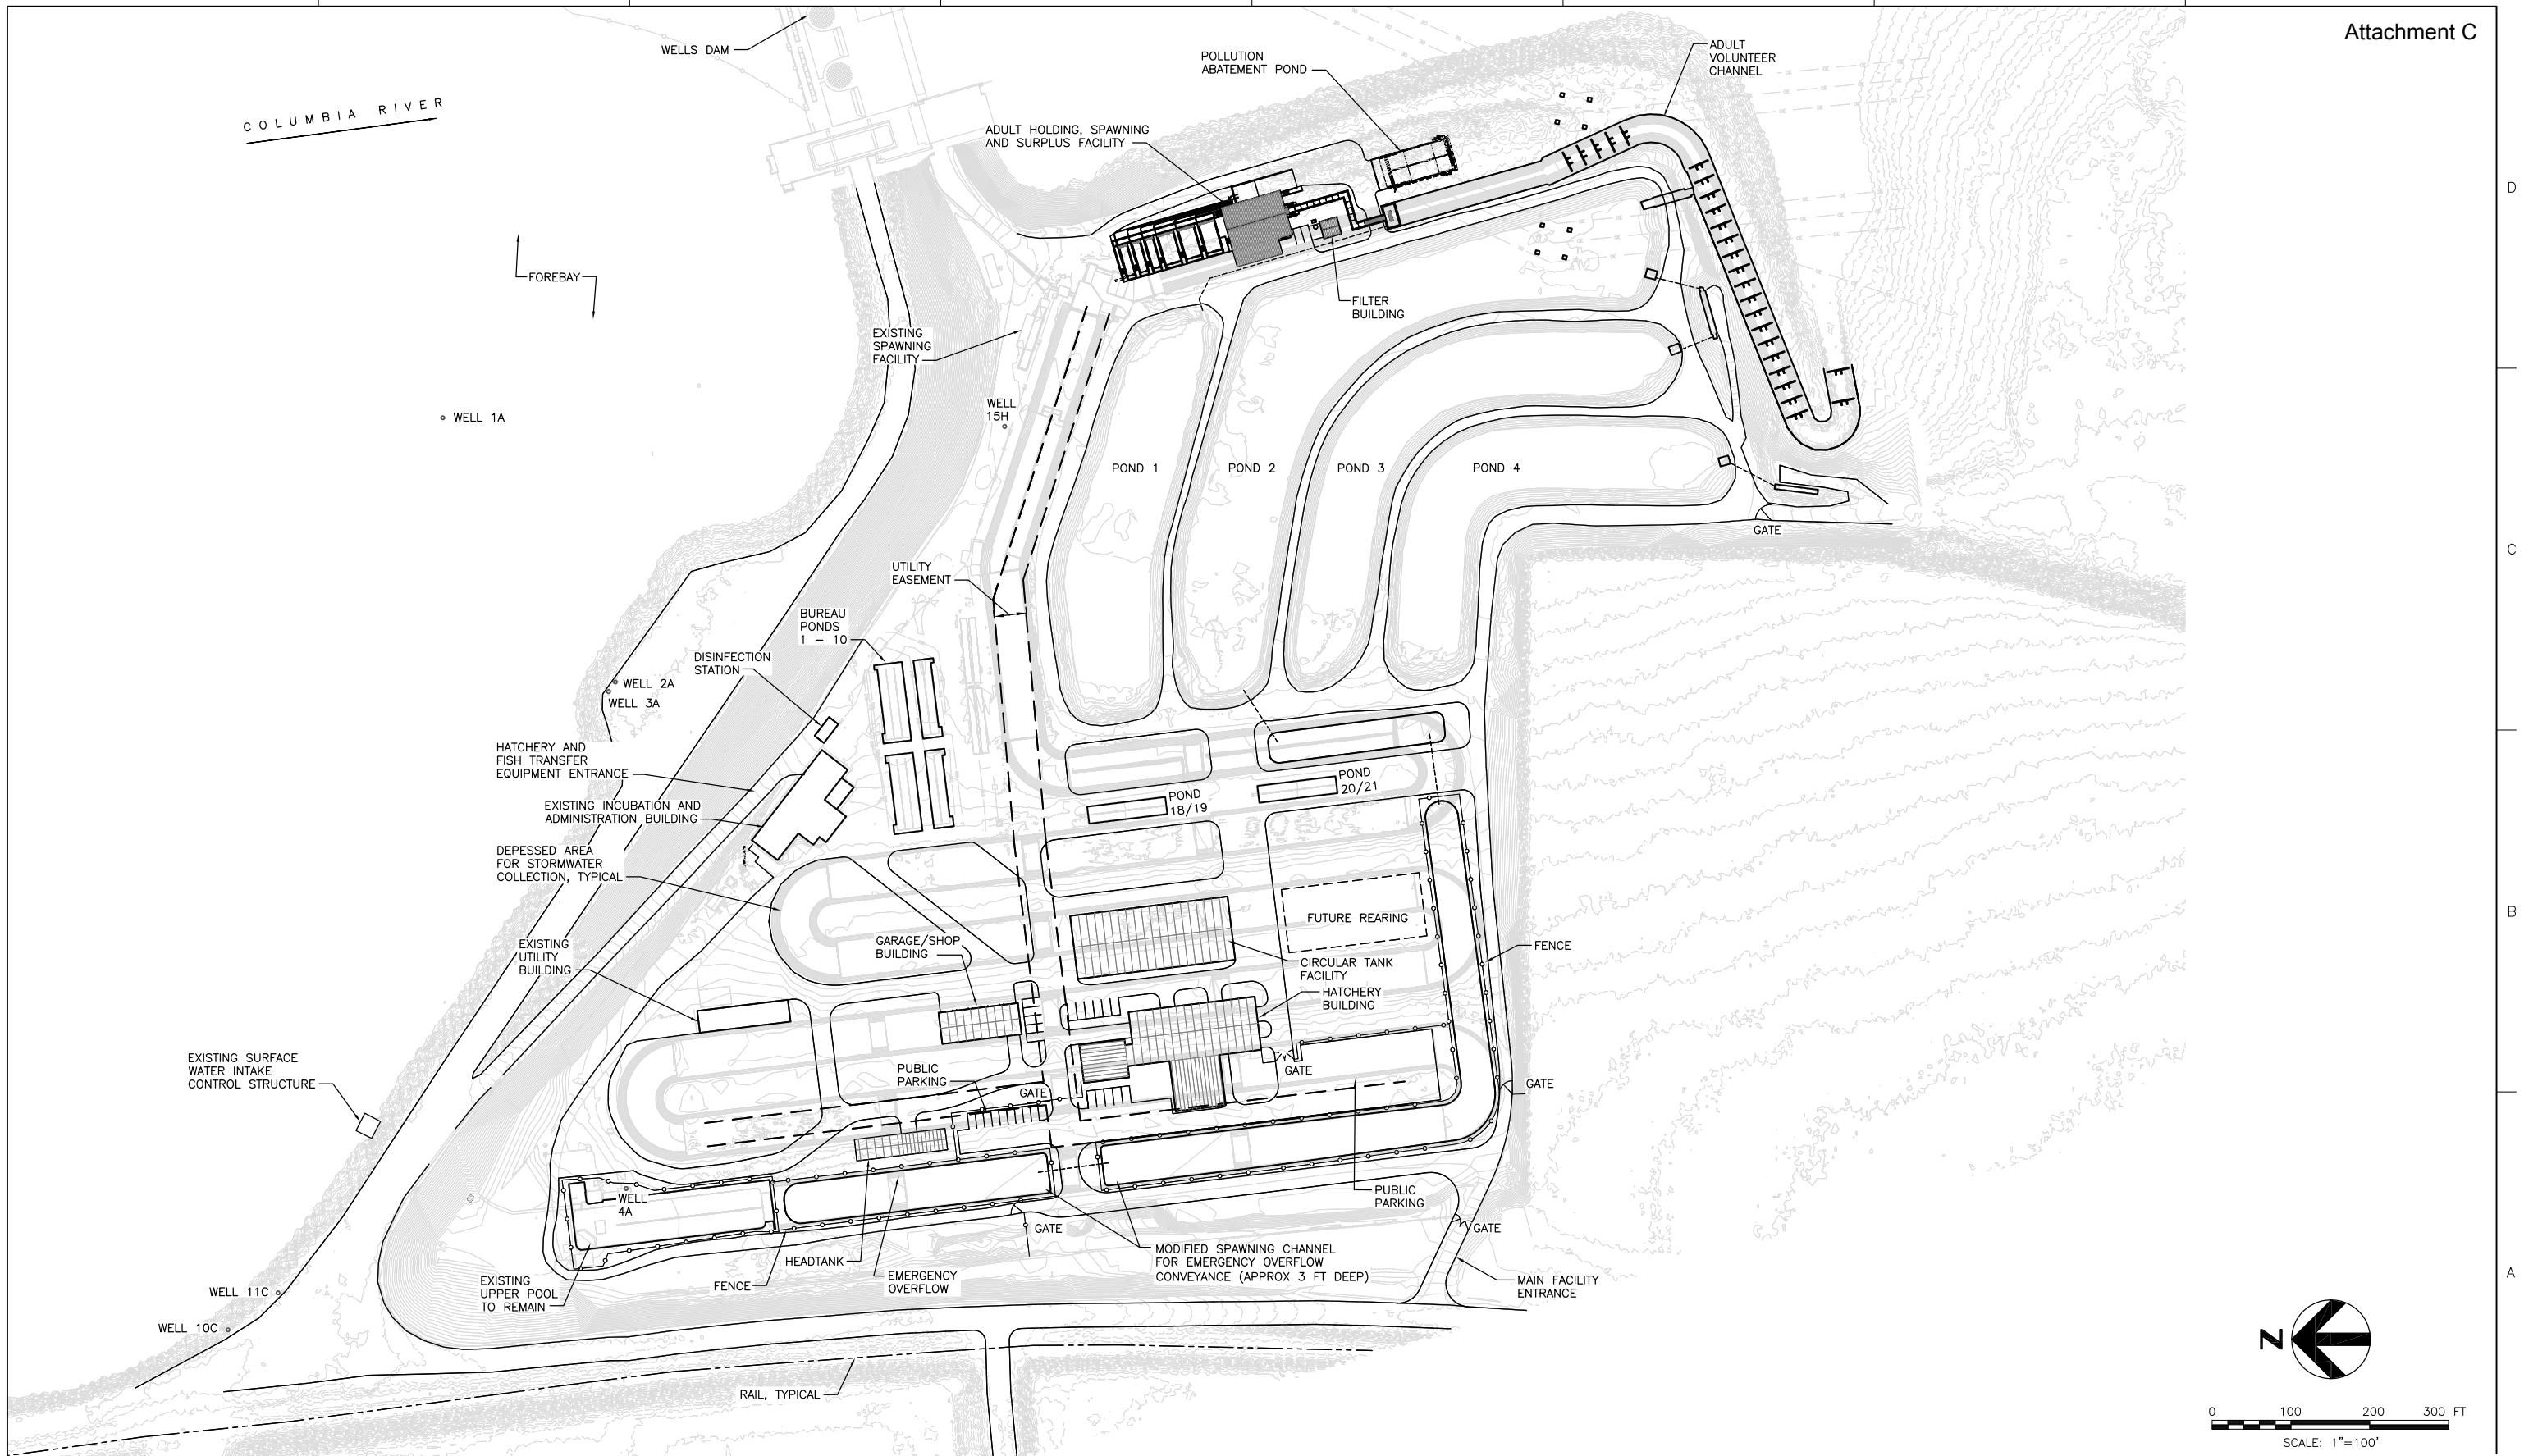 Attachment C
WELLS DAM
COLUMBIA RIVER
POLLUTION
ABATEMENT POND
ADULT
VOLUNTEER
CHANNEL
ADULT HOLDING, SPAWNING
AND SURPLUS FACILITY
D
FOREBAY
FILTER
BUILDING
EXISTING
SPAWNING
FACILITY
WELL 1A
WELL
15H
POND 1
POND 2
POND 3
POND 4
GATE
C
UTILITY
EASEMENT
BUREAU
PONDS
1 - 10
DISINFECTION
STATION
WELL 2A
WELL 3A
HATCHERY AND
FISH TRANSFER
EQUIPMENT ENTRANCE
POND
20/21
POND
18/19
EXISTING INCUBATION AND
ADMINISTRATION BUILDING
DEPESSED AREA
FOR STORMWATER
COLLECTION, TYPICAL
B
FUTURE REARING
EXISTING
UTILITY
BUILDING
GARAGE/SHOP
BUILDING
FENCE
CIRCULAR TANK
FACILITY
HATCHERY
BUILDING
EXISTING SURFACE
WATER INTAKE
CONTROL STRUCTURE
PUBLIC
PARKING
GATE
GATE
GATE
WELL
4A
PUBLIC
PARKING
GATE
GATE
MODIFIED SPAWNING CHANNEL
FOR EMERGENCY OVERFLOW
CONVEYANCE (APPROX 3 FT DEEP)
HEADTANK
EMERGENCY
OVERFLOW
FENCE
EXISTING
UPPER POOL
TO REMAIN
MAIN FACILITY
ENTRANCE
A
WELL 11C
WELL 10C
RAIL, TYPICAL
N
0 100 200 300 FT
SCALE: 1"=100'